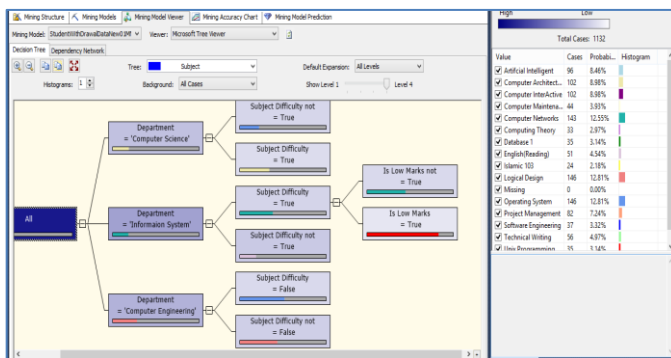 Mining Structure Mining Models Mining Model Viewer Mining Accuracy Chart Mining Model Prediction
Mining Model: StudentWithDrawalDataNew01Mi Viewer: Microsoft Tree Viewer
Decision Tree Dependency Network
Tree: Subject Default Expansion: All Levels
Histograms: 1 Background: All Cases Show Level 1 Level 4
Subject Difficulty not
= True
Department
= 'Computer Science'
Subject Difficulty
= True
Is Low Marks not
= True
All
Department
= 'Informaion System'
Subject Difficulty
= True
Is Low Marks
= True
Subject Difficulty not
= True
Department
= 'Computer Engineering'
Subject Difficulty
= False
Subject Difficulty not
= False
High Low
Total Cases: 1132
Value Cases Probabi... Histogram
Artificial Intelligent 96 8.46%
Computer Architect... 102 8.98%
Computer InterActive 102 8.98%
Computer Maintena... 44 3.93%
Computer Networks 143 12.55%
Computing Theory 33 2.97%
Database 1 35 3.14%
English(Reading) 51 4.54%
Islamic 103 24 2.18%
Logical Design 146 12.81%
Missing 0 0.00%
Operating System 146 12.81%
Project Management 82 7.24%
Software Engineering 37 3.32%
Technical Writing 56 4.97%
Unix Programming 35 3.14%